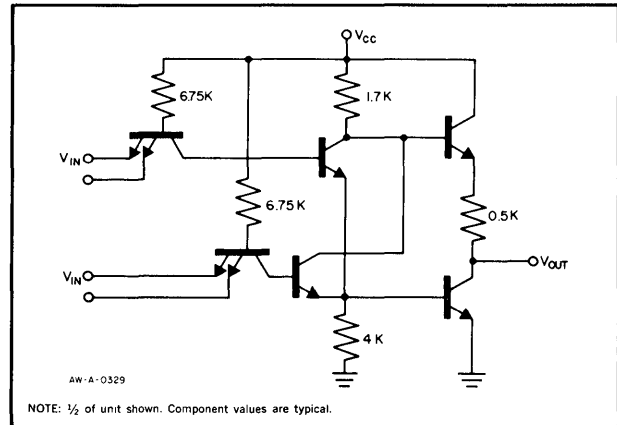 VCC
6.75K
1.7K
VIN
6.75K
0.5K
VIN
VOUT
4K
AW-A-0329
NOTE: ½ of unit shown. Component values are typical.